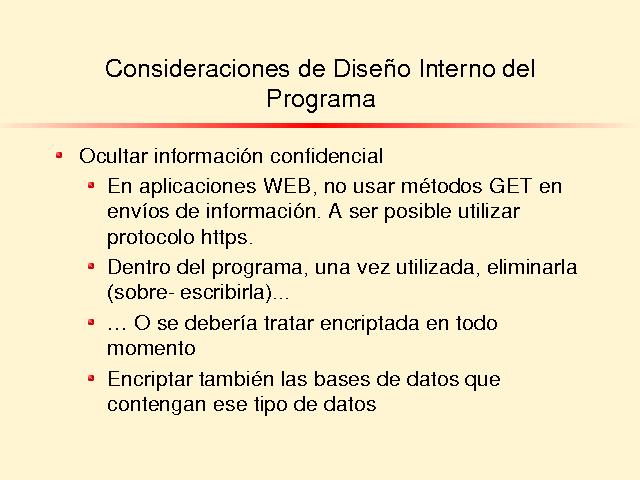 Consideraciones de Diseño Interno del
Programa
Ocultar información confidencial
En aplicaciones WEB, no usar métodos GET en
envíos de información. A ser posible utilizar
protocolo https.
Dentro del programa, una vez utilizada, eliminarla
(sobre- escribirla)...
… O se debería tratar encriptada en todo
momento
Encriptar también las bases de datos que
contengan ese tipo de datos